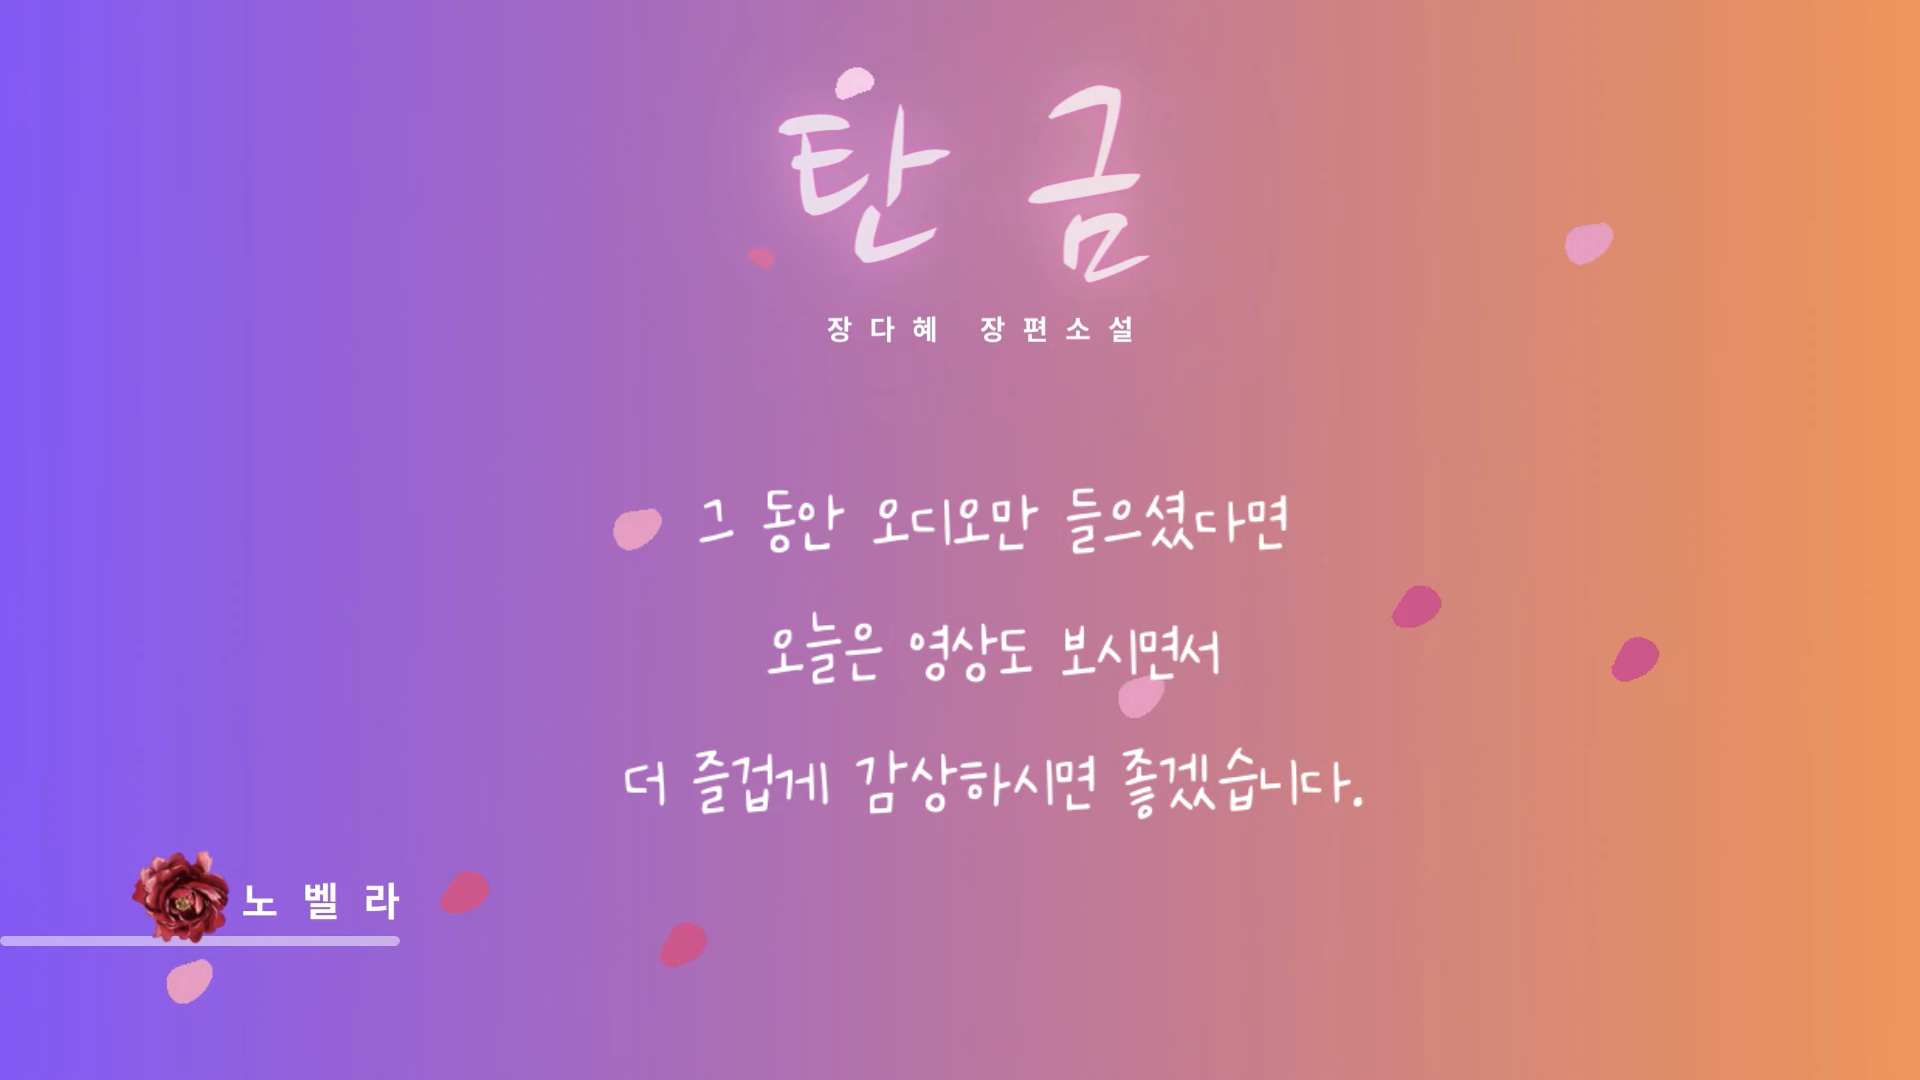 탄 금
장다혜 장편소설
그 동안 오디오만 들으셨다면
오늘은 영상도 보시면서
더 즐겁게 감상하시면 좋겠습니다.
노벨라